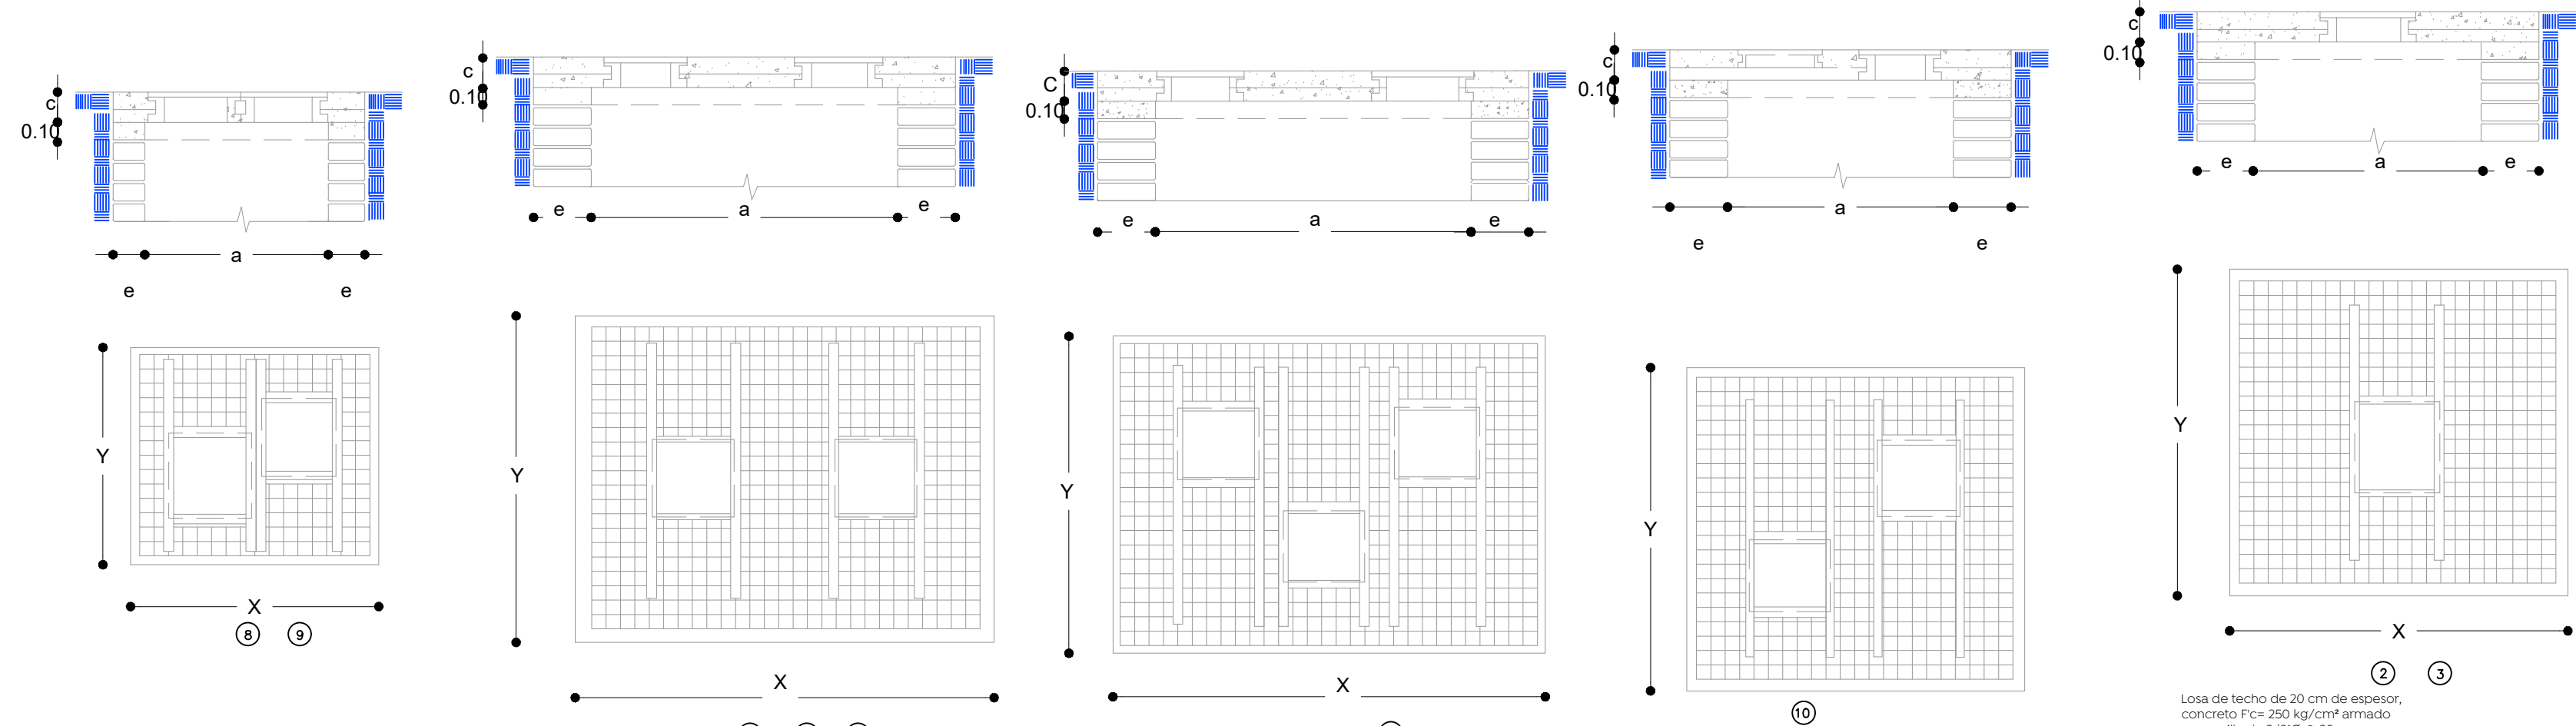 c
0.10
e
a
e
Y
X
8 9
c
0.10
e
a
e
Y
X
C
0.10
e
a
e
Y
X
c
0.10
a
e
e
Y
X
10
c
0.10
e
a
e
Y
X
2 3
Losa de techo de 20 cm de espesor,
concreto F'c= 250 kg/cm² armado